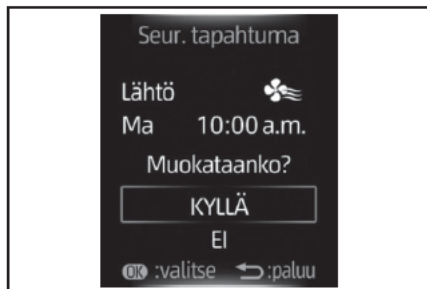 Seur. tapahtuma
Lähtö
Ma 10:00 a.m.
Muokataanko?
KYLLÄ
EI
OK :valitse :paluu